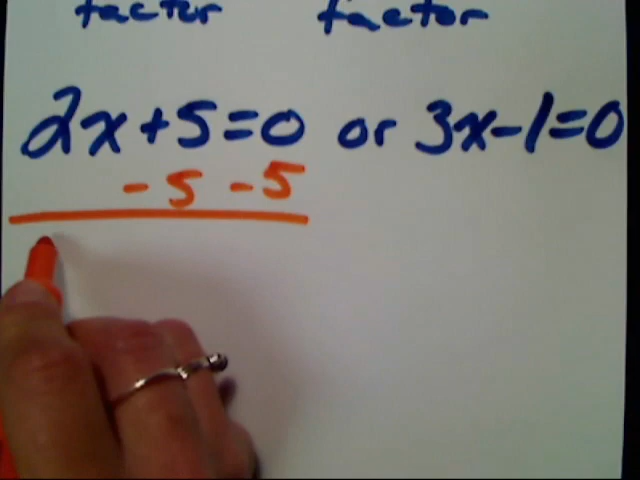 factor factor
2x+5=0 or 3x-1=0
-5 -5